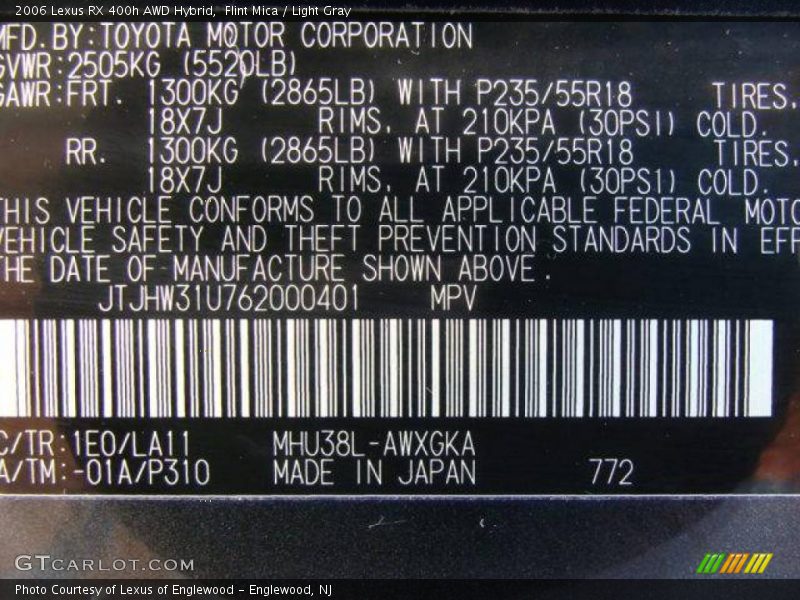 2006 Lexus RX 400h AWD Hybrid, Flint Mica / Light Gray
MFD.BY:TOYOTA MOTOR CORPORATION
GVWR:2505KG (5520LB)
GAWR:FRT. 1300KG (2865LB) WITH P235/55R18 TIRES.
18X7J RIMS, AT 210KPA (30PSI) COLD.
RR. 1300KG (2865LB) WITH P235/55R18 TIRES.
18X7J RIMS, AT 210KPA (30PSI) COLD.
THIS VEHICLE CONFORMS TO ALL APPLICABLE FEDERAL MOTO
VEHICLE SAFETY AND THEFT PREVENTION STANDARDS IN EFF
THE DATE OF MANUFACTURE SHOWN ABOVE.
JTJHW31U762000401 MPV
C/TR:1E0/LA11 MHU38L-AWXGKA
A/TM:-01A/P310 MADE IN JAPAN 772
GTCARLOT.COM
Photo Courtesy of Lexus of Englewood - Englewood, NJ